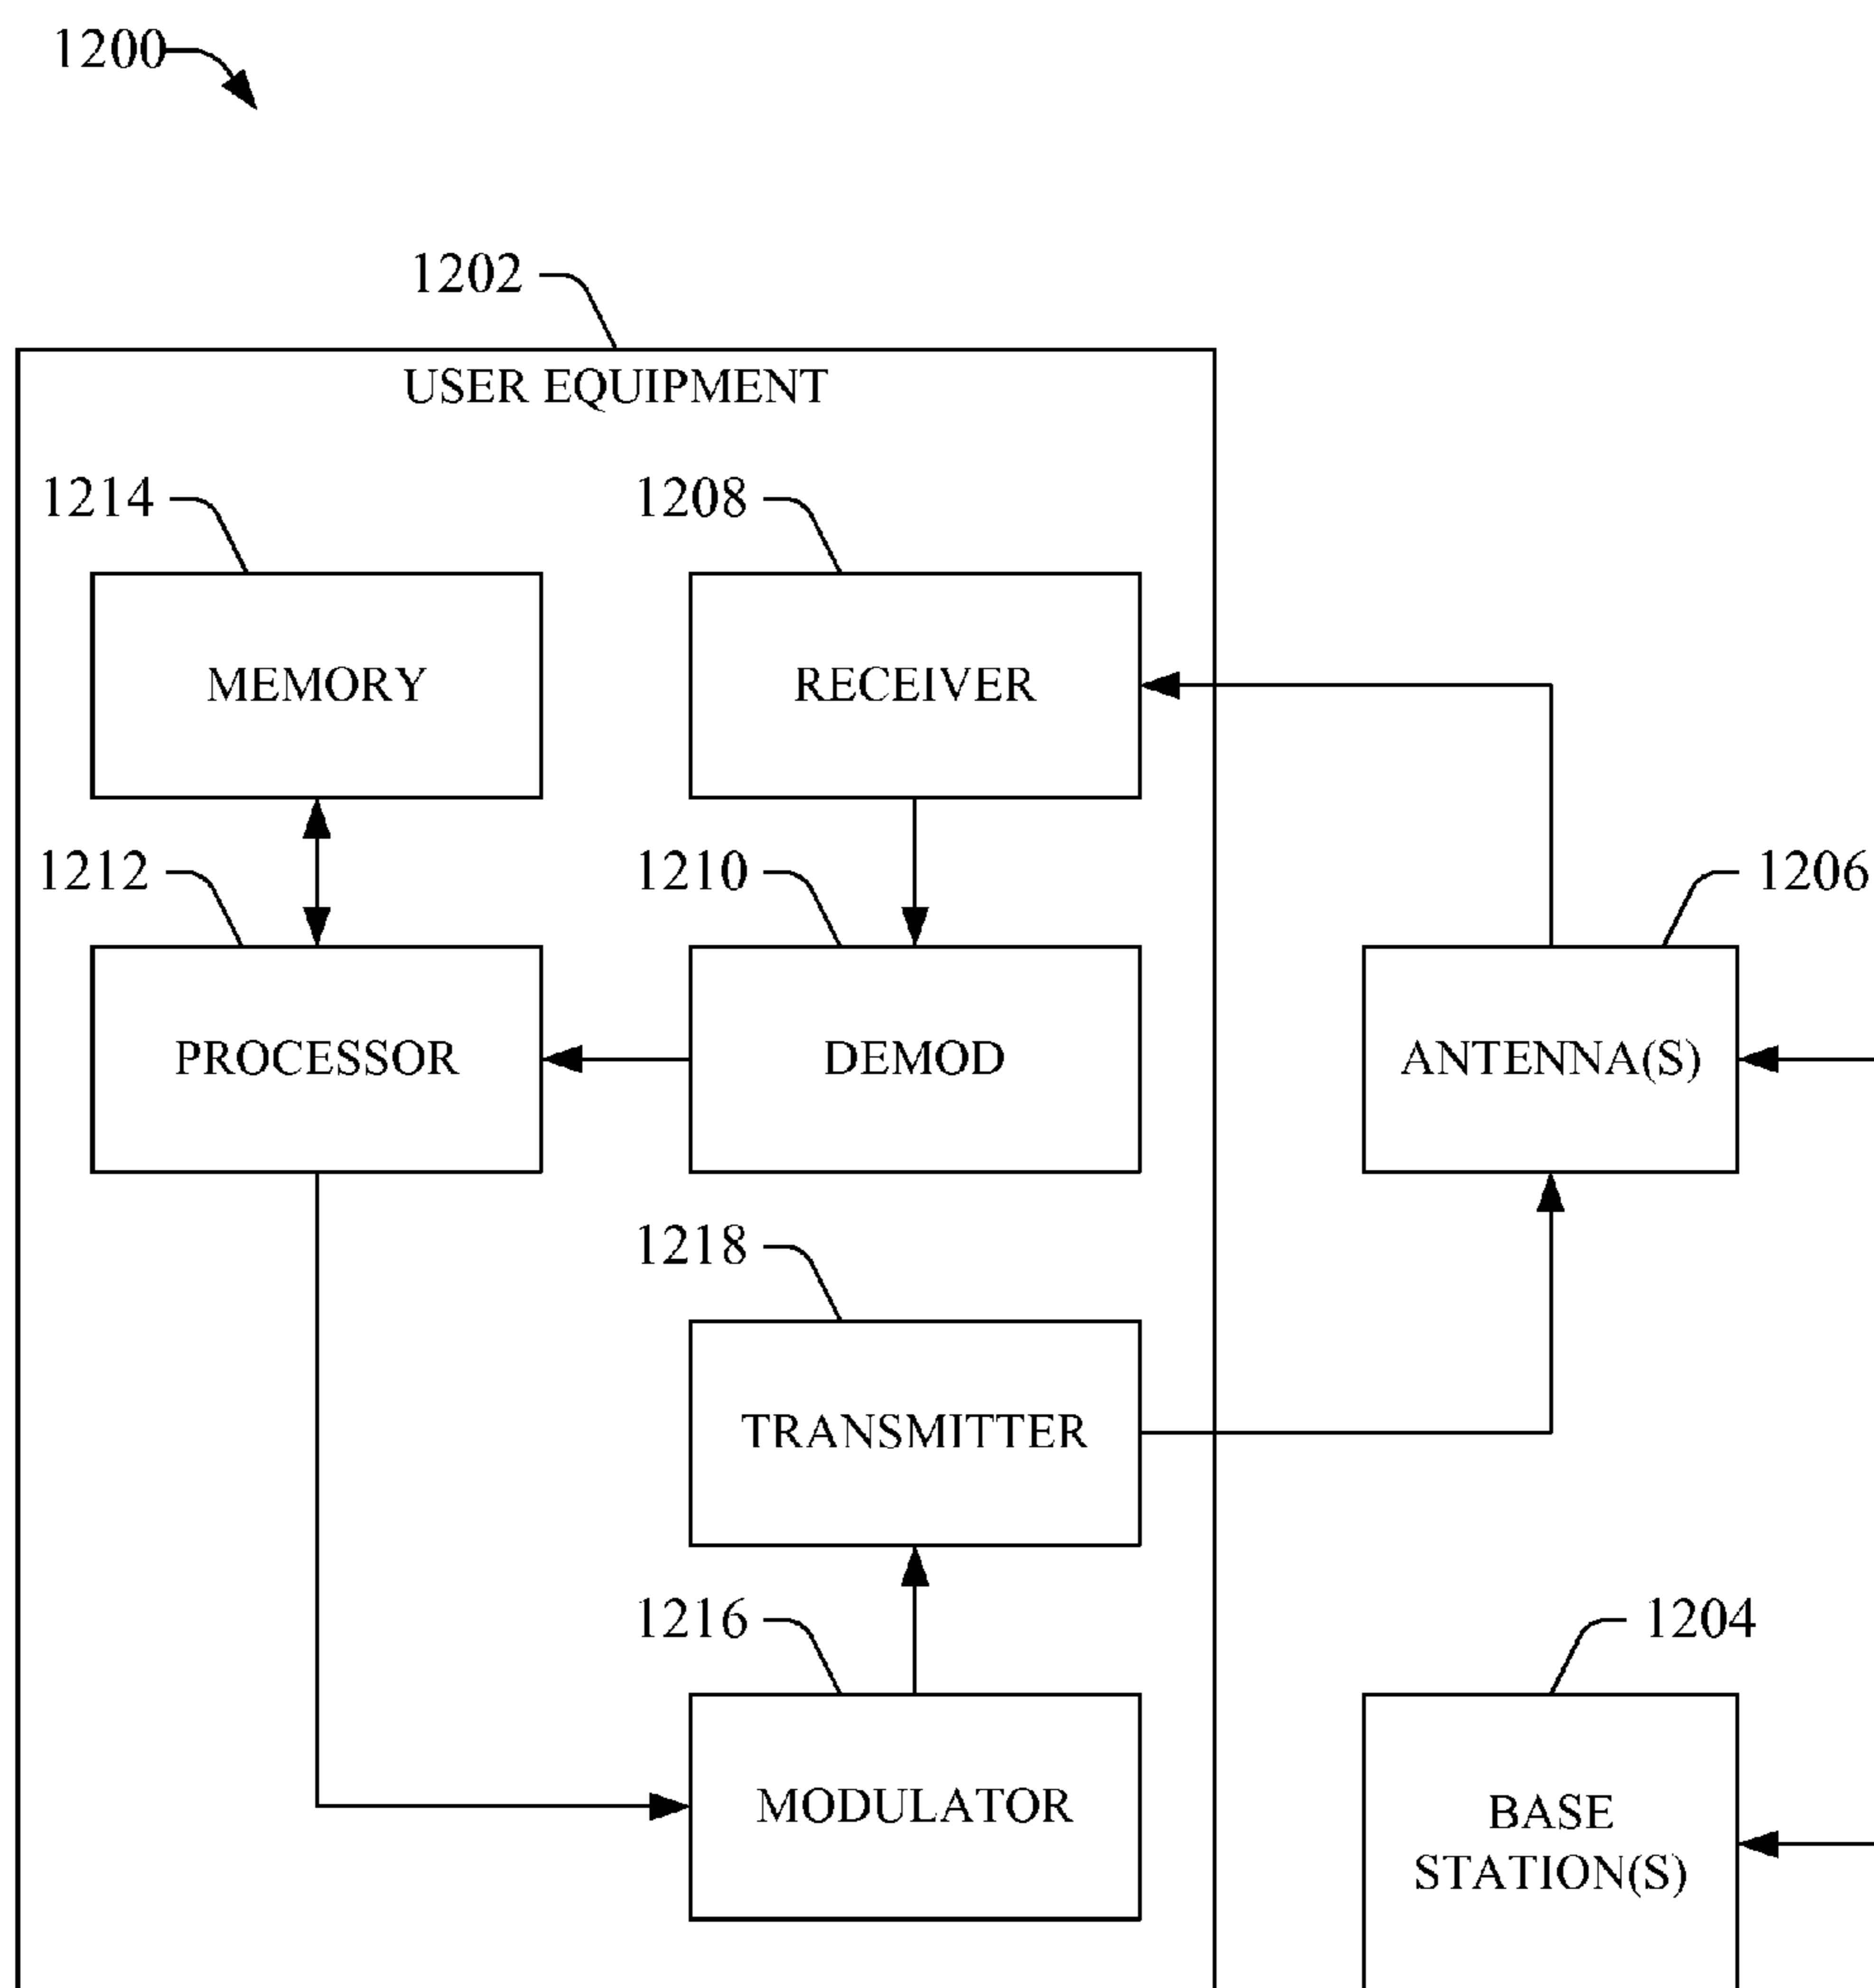 1200
1202
USER EQUIPMENT
1214
1208
MEMORY
RECEIVER
1212
1210
1206
PROCESSOR
DEMOD
ANTENNA(S)
1218
TRANSMITTER
1216
1204
MODULATOR
BASE
STATION(S)